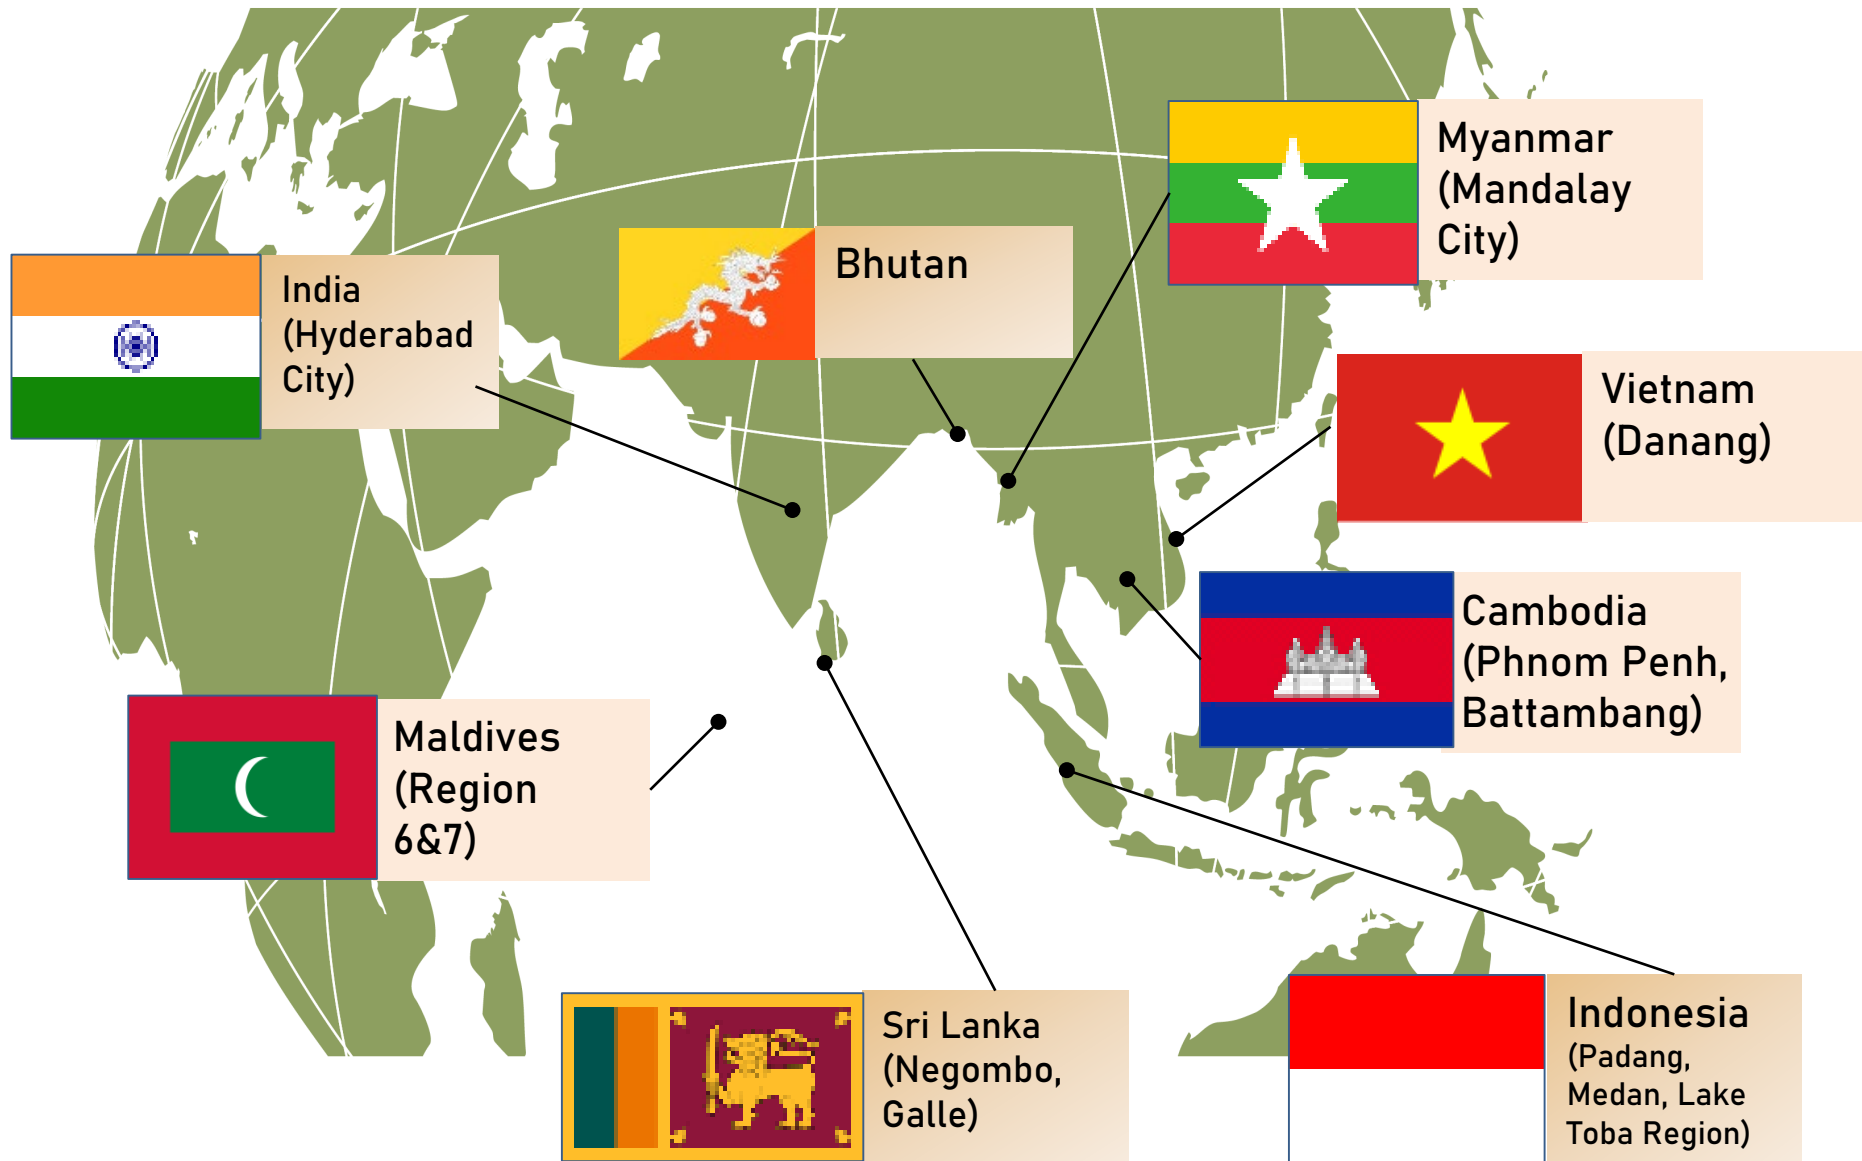 Myanmar
(Mandalay
City)
Bhutan
India
(Hyderabad
City)
Vietnam
(Danang)
Cambodia
(Phnom Penh,
Battambang)
Maldives
(Region
6&7)
Sri Lanka
(Negombo,
Galle)
Indonesia
(Padang,
Medan, Lake
Toba Region)